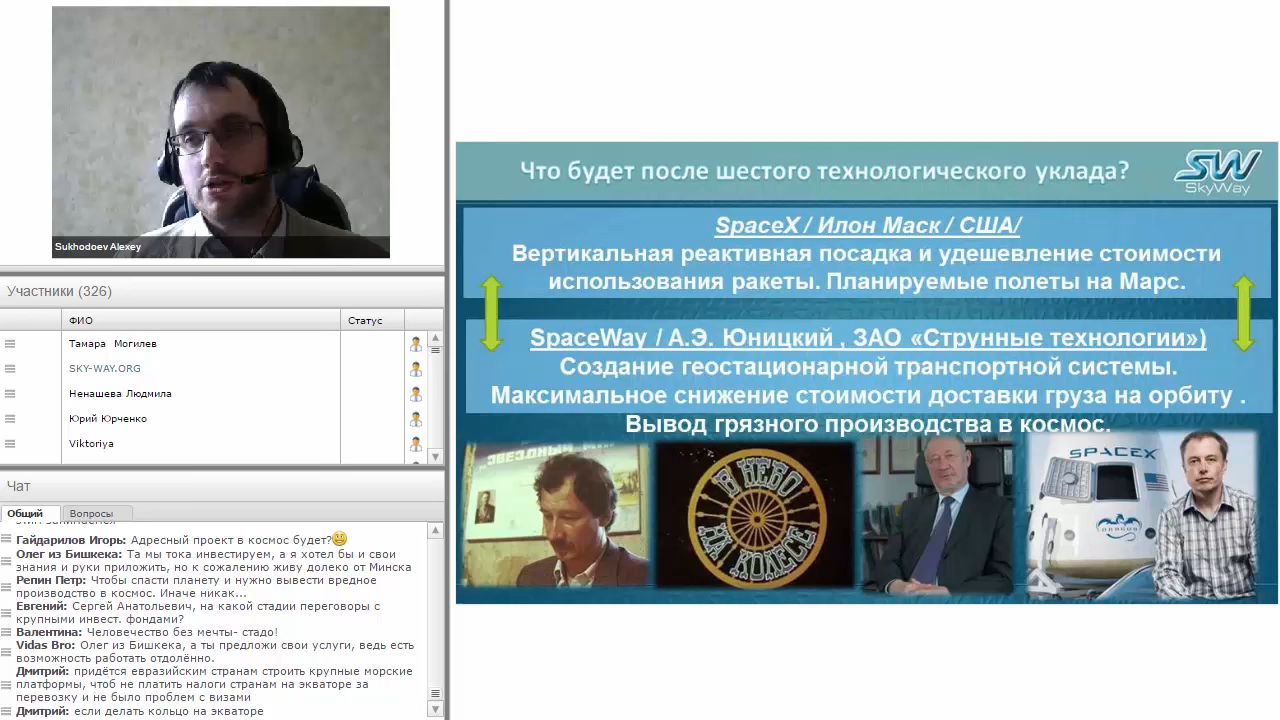 Sukhodoev Alexey
Участники (326)
ФИО
Статус
Тамара Могилев
SKY-WAY.ORG
Ненашева Людмила
Юрий Юрченко
Viktoriya
Чат
Общий
Вопросы
Гайдарилов Игорь: Адресный проект в космос будет?
Олег из Бишкека: Та мы тока инвестируем, а я хотел бы и свои
знания и руки приложить, но к сожалению живу долеко от Минска
Репин Петр: Чтобы спасти планету и нужно вывести вредное
производство в космос. Иначе никак...
Евгений: Сергей Анатольевич, на какой стадии переговоры с
крупными инвест. фондами?
Валентина: Человечество без мечты- стадо!
Vidas Bro: Олег из Бишкека, а ты предложи свои услуги, ведь есть
возможность работать отдолённо.
Дмитрий: придётся евразийским странам строить крупные морские
платформы, чтоб не платить налоги странам на экваторе за
перевозку и не было проблем с визами
Дмитрий: если делать кольцо на экваторе
Что будет после шестого технологического уклада?
SW
SkyWay
SpaceX / Илон Маск / США/
Вертикальная реактивная посадка и удешевление стоимости
использования ракеты. Планируемые полеты на Марс.
SpaceWay / А.Э. Юницкий , ЗАО «Струнные технологии»)
Создание геостационарной транспортной системы.
Максимальное снижение стоимости доставки груза на орбиту .
Вывод грязного производства в космос.
В НЕБО
НА КОЛЕСЕ
SPACEX
DRAGON